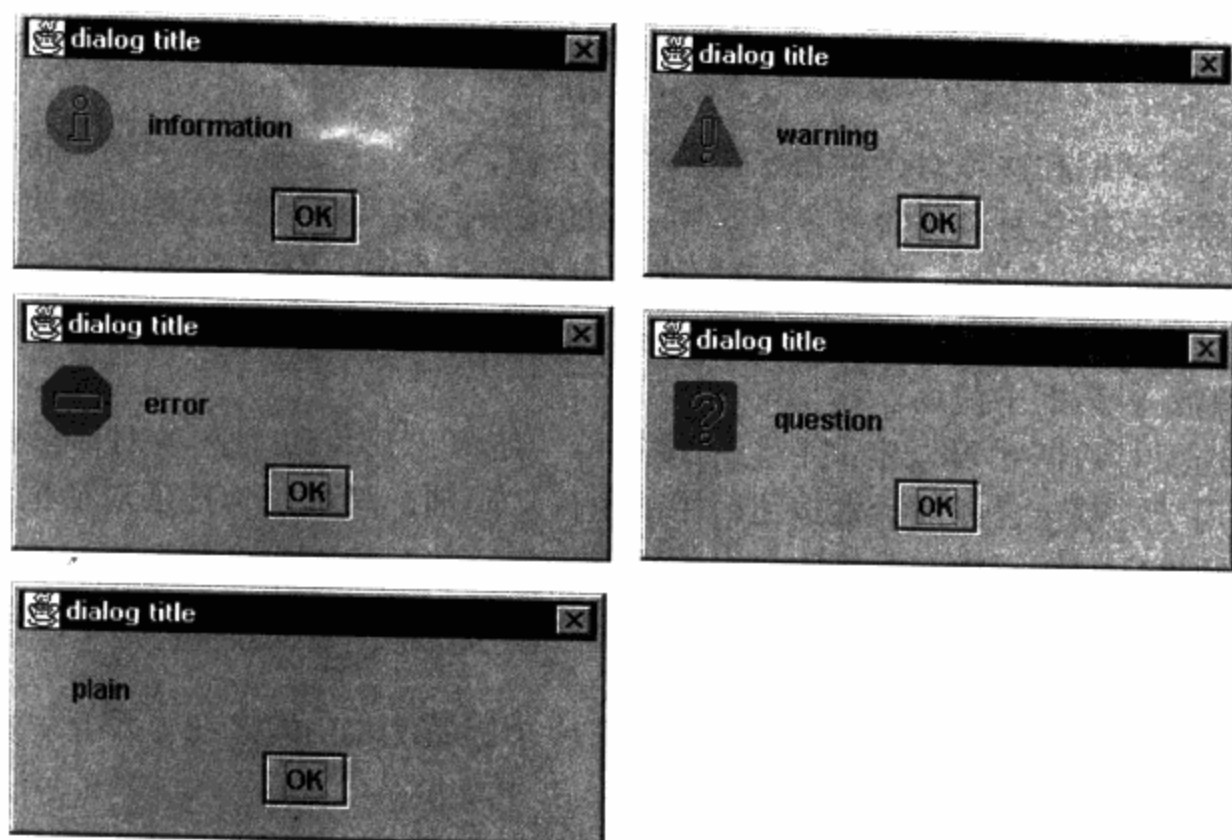 dialog title
information
OK
dialog title
warning
OK
dialog title
error
OK
dialog title
question
OK
dialog title
plain
OK